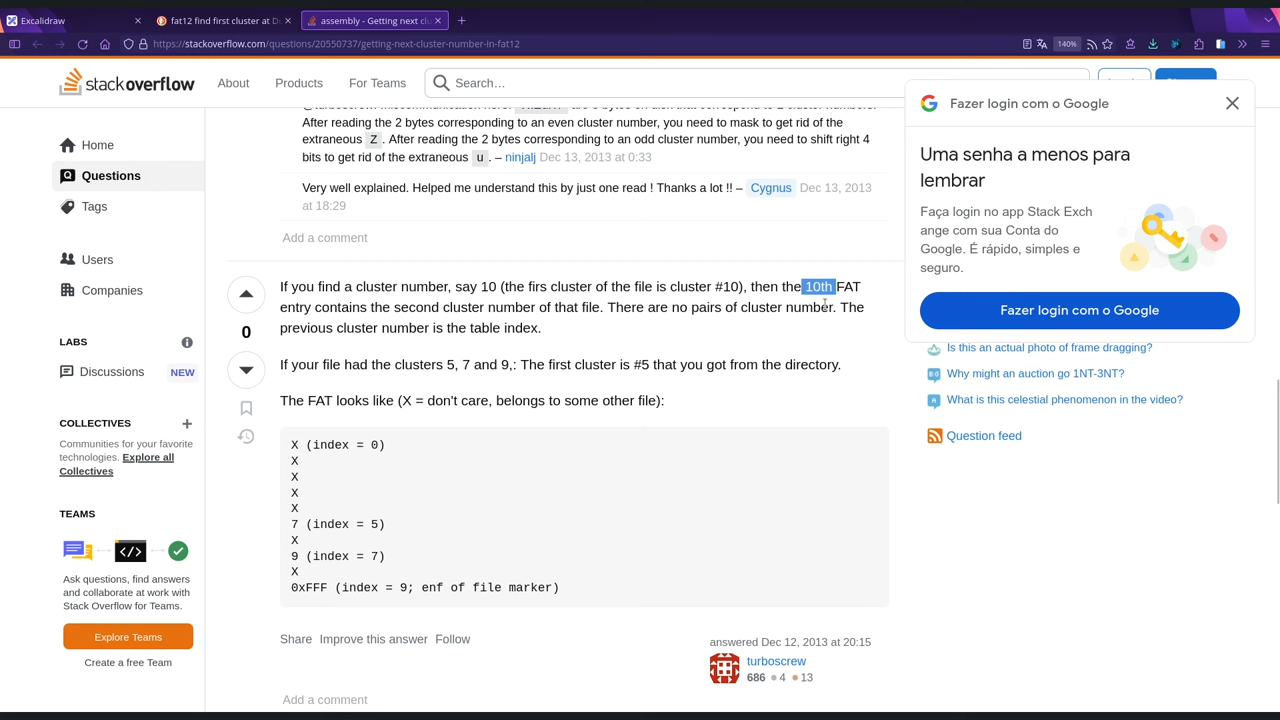 Excalidraw
fat12 find first cluster at D
assembly - Getting next clu
https://stackoverflow.com/questions/20550737/getting-next-cluster-number-in-fat12
140%
stackoverflow
About
Products
For Teams
Search…
Home
Questions
Tags
Users
Companies
LABS
Discussions
NEW
COLLECTIVES
Communities for your favorite
technologies. Explore all
Collectives
TEAMS
Ask questions, find answers
and collaborate at work with
Stack Overflow for Teams.
Explore Teams
Create a free Team
After reading the 2 bytes corresponding to an even cluster number, you need to mask to get rid of the
extraneous Z. After reading the 2 bytes corresponding to an odd cluster number, you need to shift right 4
bits to get rid of the extraneous u. – ninjalj Dec 13, 2013 at 0:33
Very well explained. Helped me understand this by just one read ! Thanks a lot !! – Cygnus Dec 13, 2013
at 18:29
Add a comment
0
If you find a cluster number, say 10 (the firs cluster of the file is cluster #10), then the 10th FAT
entry contains the second cluster number of that file. There are no pairs of cluster number. The
previous cluster number is the table index.
If your file had the clusters 5, 7 and 9,: The first cluster is #5 that you got from the directory.
The FAT looks like (X = don't care, belongs to some other file):
X (index = 0)
X
X
X
X
7 (index = 5)
X
9 (index = 7)
X
0xFFF (index = 9; enf of file marker)
Share Improve this answer Follow
answered Dec 12, 2013 at 20:15
turboscrew
686 4 13
Add a comment
Fazer login com o Google
Uma senha a menos para
lembrar
Faça login no app Stack Exch
ange com sua Conta do
Google. É rápido, simples e
seguro.
Fazer login com o Google
Is this an actual photo of frame dragging?
Why might an auction go 1NT-3NT?
What is this celestial phenomenon in the video?
Question feed